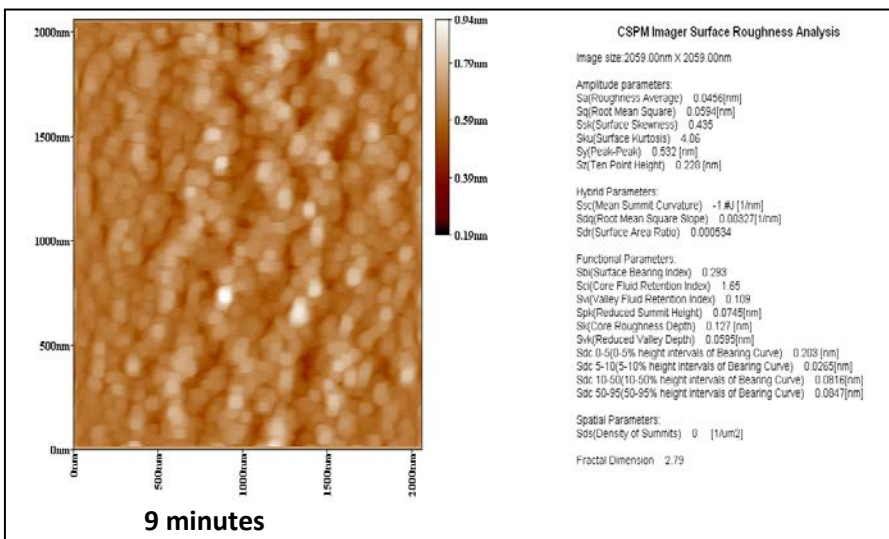 2000nm
1500nm
1000nm
500nm
0nm
0nm
500nm
1000nm
1500nm
2000nm
0.94nm
0.79nm
0.59nm
0.39nm
0.19nm
9 minutes
CSPM Imager Surface Roughness Analysis
Image size:2059.00nm X 2059.00nm
Amplitude parameters:
Sa(Roughness Average) 0.0456[nm]
Sq(Root Mean Square) 0.0594[nm]
Ssk(Surface Skewness) 0.435
Sku(Surface Kurtosis) 4.06
Sy(Peak-Peak) 0.532 [nm]
Sz(Ten Point Height) 0.228 [nm]
Hybrid Parameters:
Ssc(Mean Summit Curvature) -1.#J [1/nm]
Sdq(Root Mean Square Slope) 0.00327[1/nm]
Sdr(Surface Area Ratio) 0.000534
Functional Parameters:
Sbi(Surface Bearing Index) 0.293
Sci(Core Fluid Retention Index) 1.65
Svi(Valley Fluid Retention Index) 0.109
Spk(Reduced Summit Height) 0.0745[nm]
Sk(Core Roughness Depth) 0.127 [nm]
Svk(Reduced Valley Depth) 0.0595[nm]
Sdc 0-5(0-5% height intervals of Bearing Curve) 0.203 [nm]
Sdc 5-10(5-10% height intervals of Bearing Curve) 0.0265[nm]
Sdc 10-50(10-50% height intervals of Bearing Curve) 0.0816[nm]
Sdc 50-95(50-95% height intervals of Bearing Curve) 0.0847[nm]
Spatial Parameters:
Sds(Density of Summits) 0 [1/um2]
Fractal Dimension 2.79